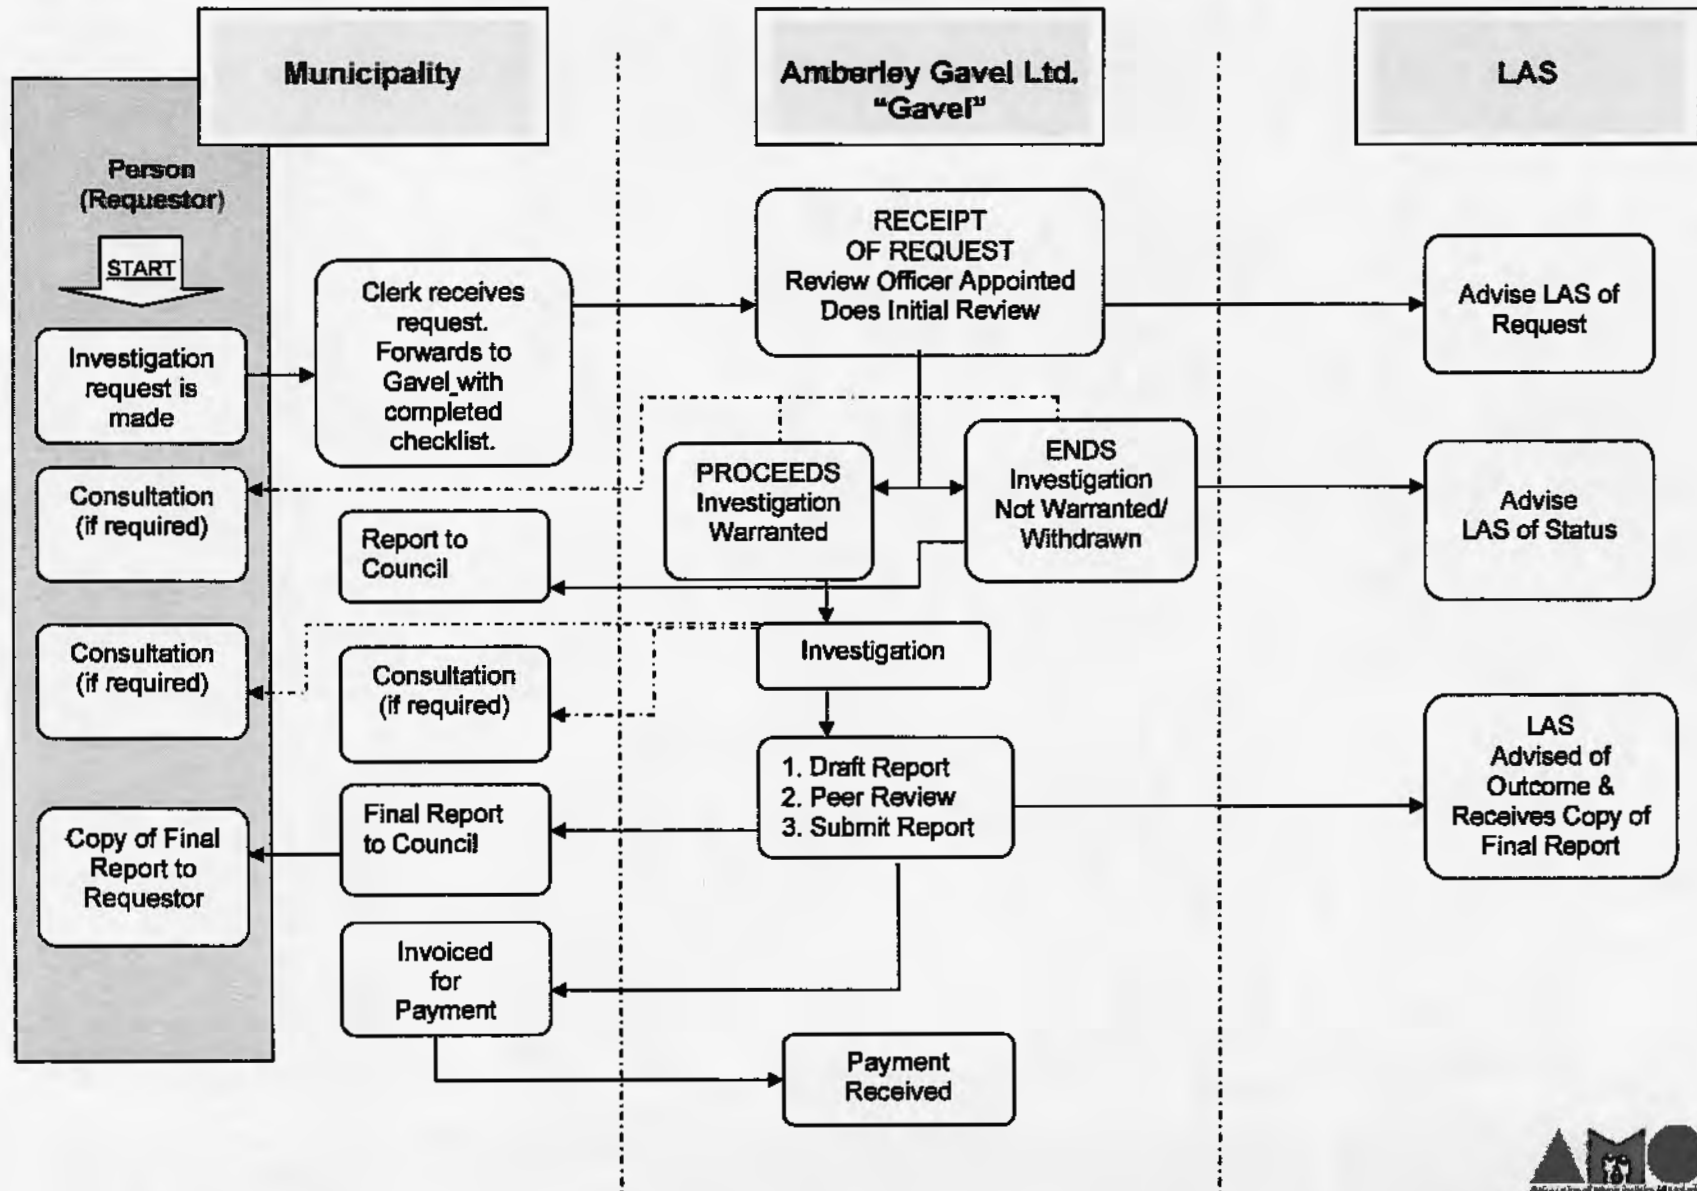 Municipality
Amberley Gavel Ltd.
"Gavel"
LAS
Person
(Requestor)
START
Investigation
request is
made
Clerk receives
request.
Forwards to
Gavel with
completed
checklist.
RECEIPT
OF REQUEST
Review Officer Appointed
Does Initial Review
Advise LAS of
Request
Consultation
(if required)
Report to
Council
PROCEEDS
Investigation
Warranted
ENDS
Investigation
Not Warranted/
Withdrawn
Advise
LAS of Status
Consultation
(if required)
Consultation
(if required)
Investigation
1. Draft Report
2. Peer Review
3. Submit Report
LAS
Advised of
Outcome &
Receives Copy of
Final Report
Copy of Final
Report to
Requestor
Final Report
to Council
Invoiced
for
Payment
Payment
Received
AMO